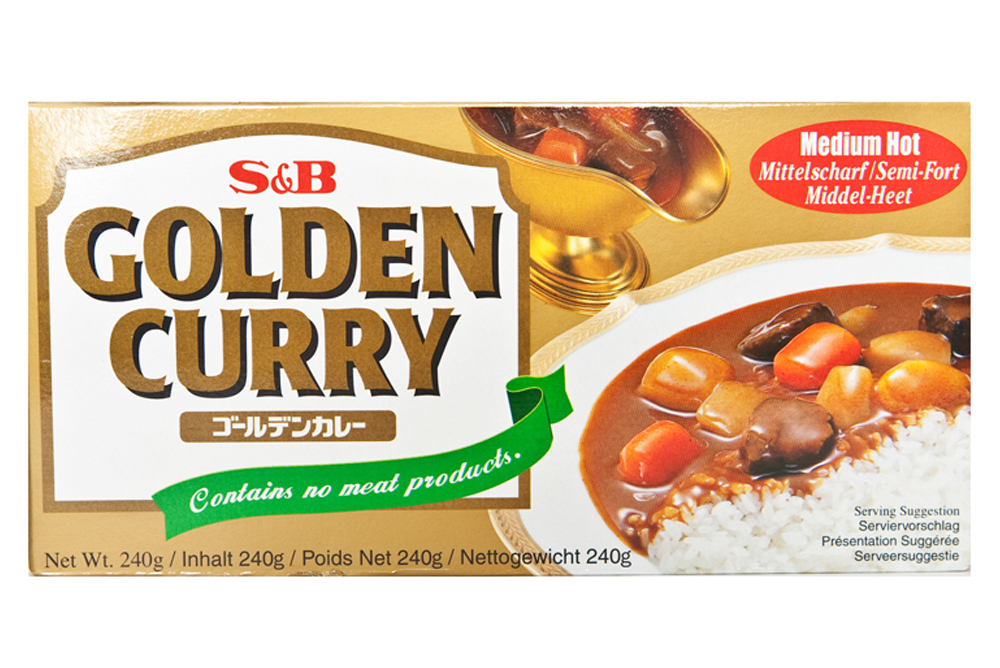 S&B
GOLDEN
CURRY
ゴールデンカレー
Contains no meat products.
Net Wt. 240g / Inhalt 240g / Poids Net 240g / Nettogewicht 240g
Medium Hot
Mittelscharf/Semi-Fort
Middel-Heet
Serving Suggestion
Serviervorschlag
Présentation Suggérée
Serveersuggestie